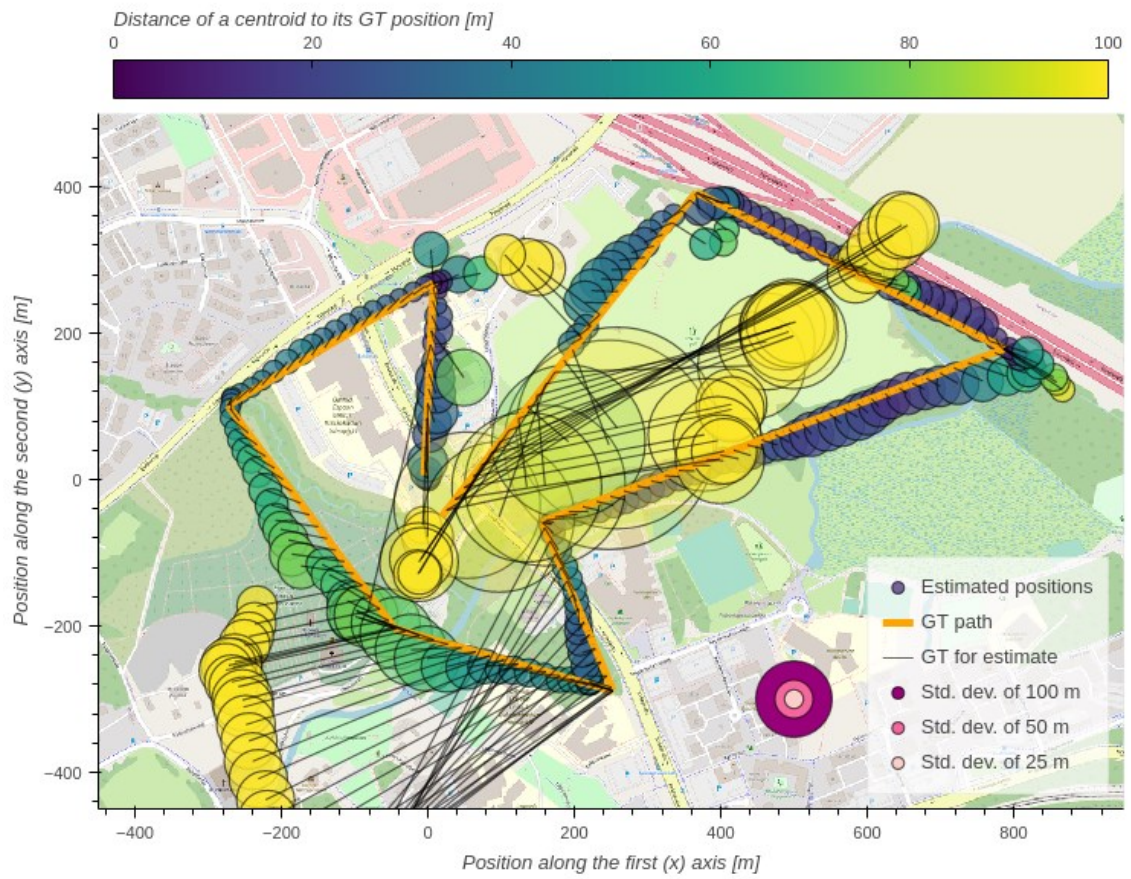 Distance of a centroid to its GT position [m]
0 20 40 60 80 100
400
200
0
−200
−400
Position along the second (y) axis [m]
Estimated positions
GT path
GT for estimate
Std. dev. of 100 m
Std. dev. of 50 m
Std. dev. of 25 m
−400 −200 0 200 400 600 800
Position along the first (x) axis [m]